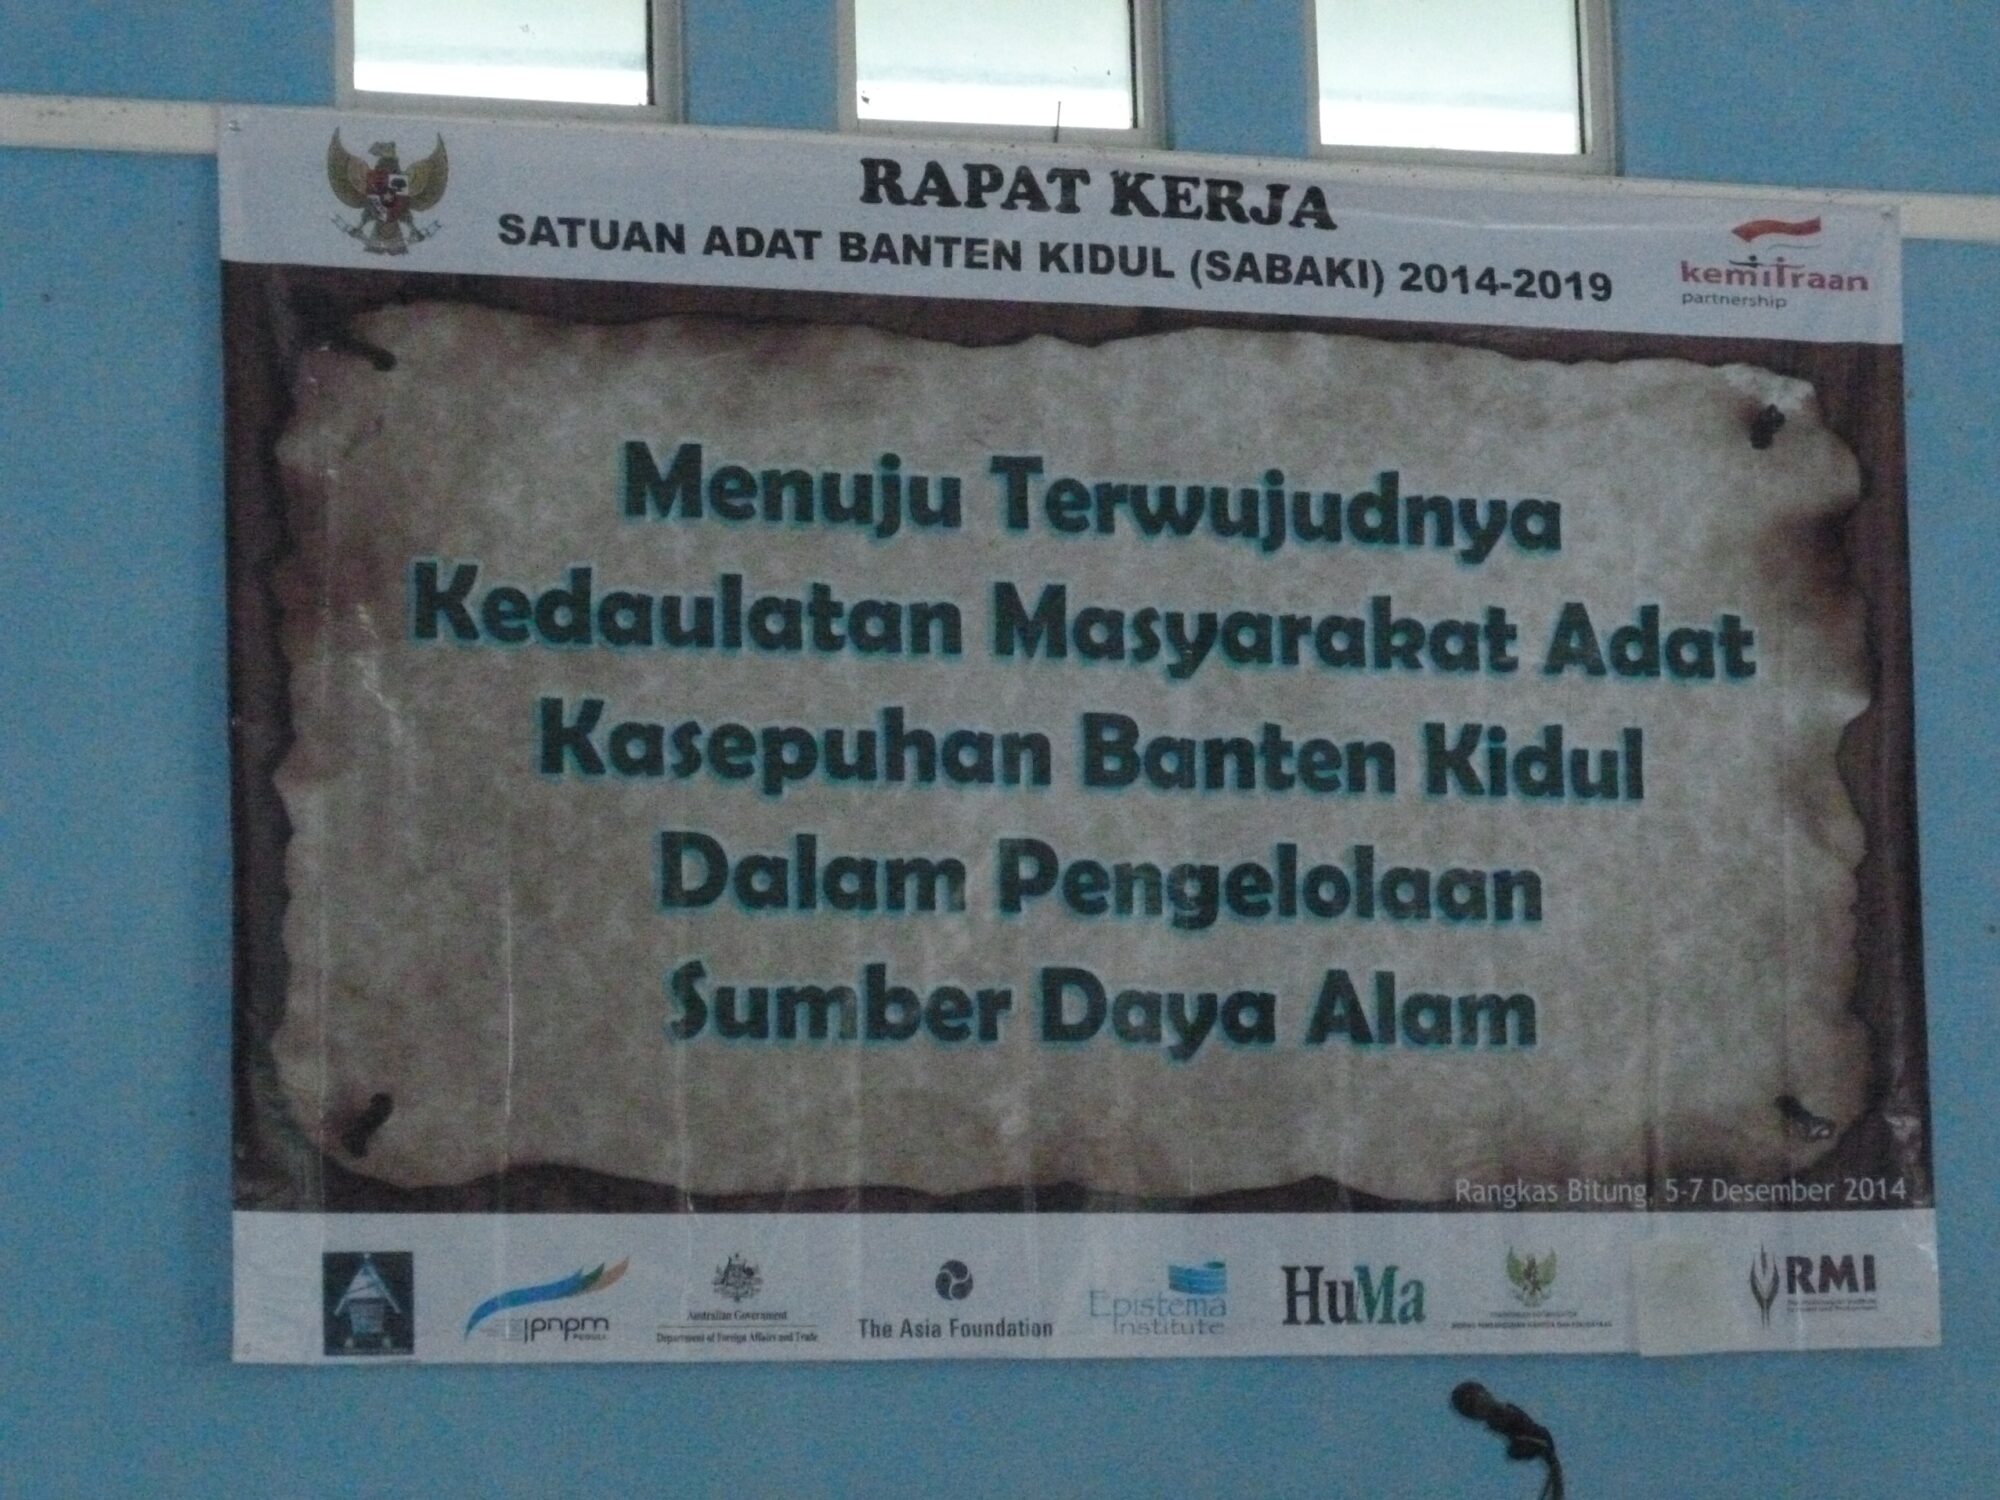 RAPAT KERJA
SATUAN ADAT BANTEN KIDUL (SABAKI) 2014-2019
kemitraan
partnership
Menuju Terwujudnya
Kedaulatan Masyarakat Adat
Kasepuhan Banten Kidul
Dalam Pengelolaan
Sumber Daya Alam
Rangkas Bitung, 5-7 Desember 2014
pnpm
PEDULI
Australian Government
Department of Foreign Affairs and Trade
The Asia Foundation
Epistema
Institute
HuMa
RMI